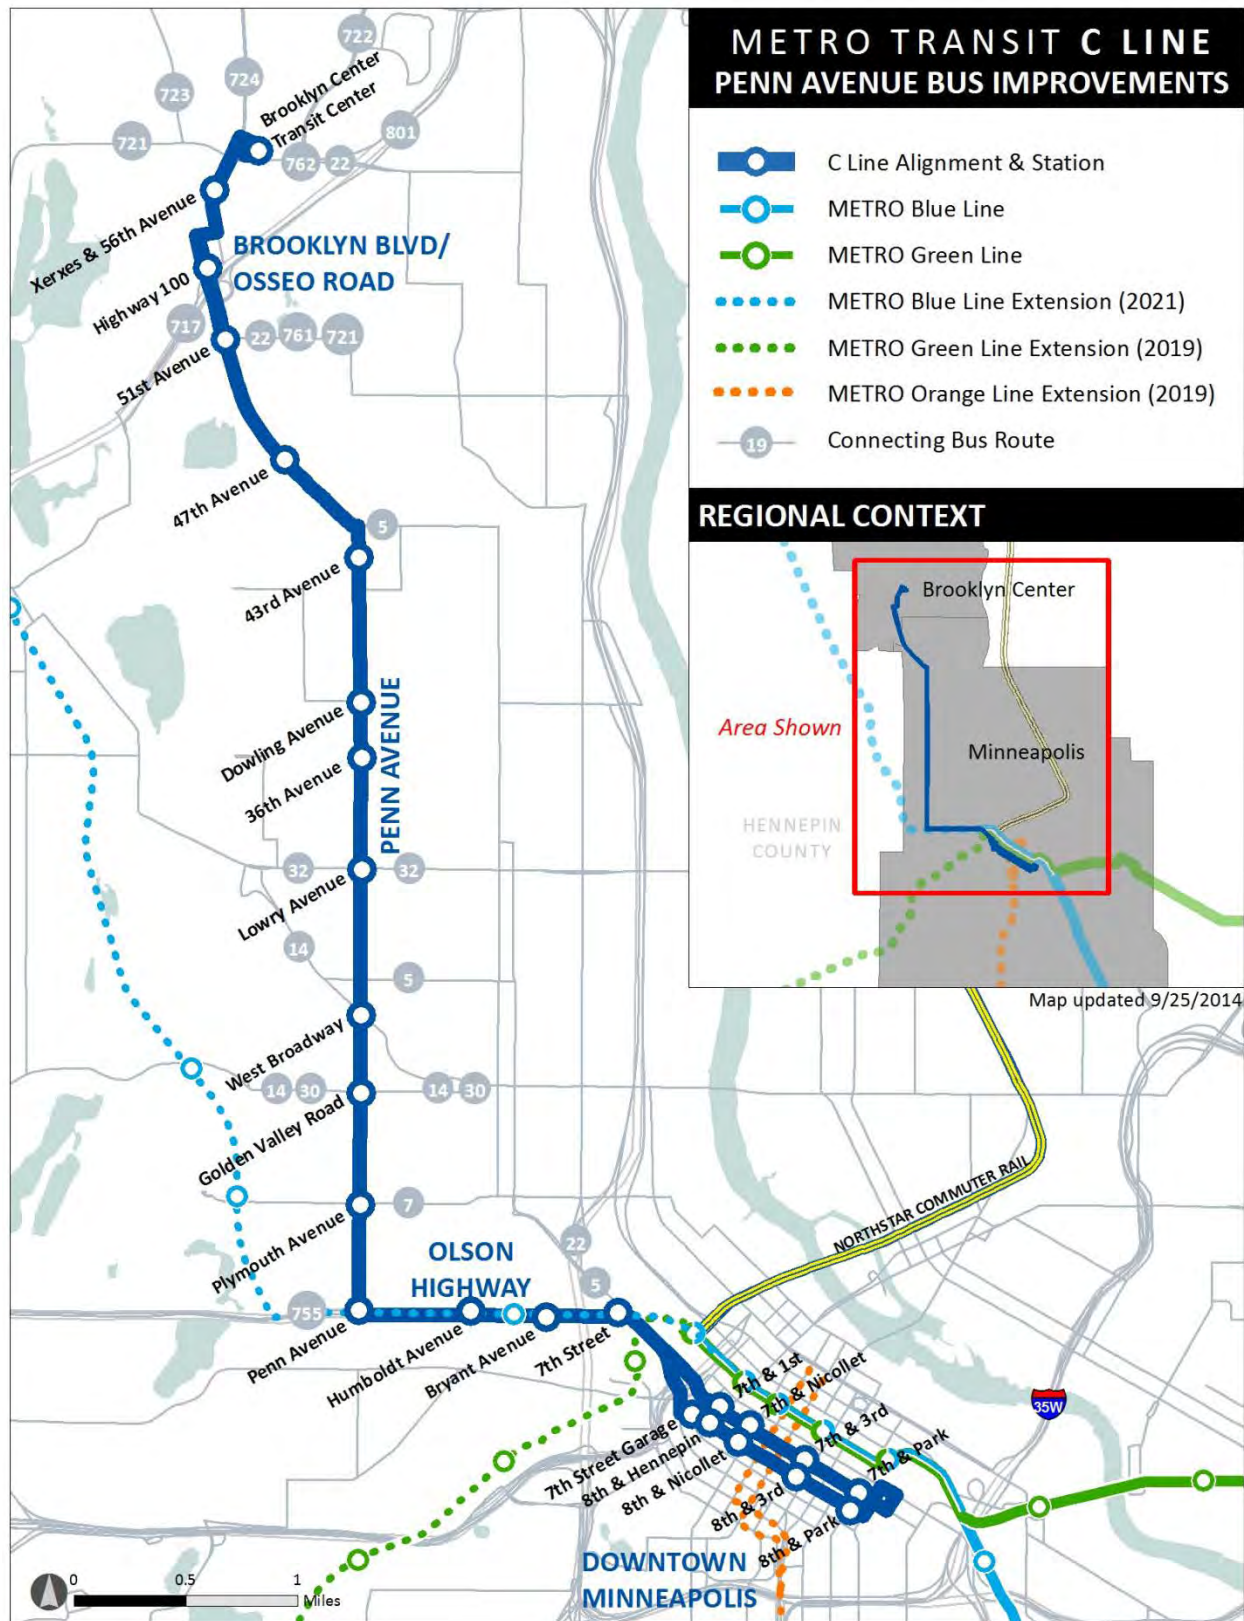 METRO TRANSIT C LINE
PENN AVENUE BUS IMPROVEMENTS
C Line Alignment & Station
METRO Blue Line
METRO Green Line
METRO Blue Line Extension (2021)
METRO Green Line Extension (2019)
METRO Orange Line Extension (2019)
19
Connecting Bus Route
REGIONAL CONTEXT
Brooklyn Center
Area Shown
Minneapolis
HENNEPIN
COUNTY
Map updated 9/25/2014
722
724
723
721
Brooklyn Center
Transit Center
801
762
22
Xerxes & 56th Avenue
BROOKLYN BLVD/
OSSEO ROAD
Highway 100
717
22
761
721
51st Avenue
47th Avenue
5
43rd Avenue
PENN AVENUE
Dowling Avenue
36th Avenue
32
32
Lowry Avenue
14
5
West Broadway
14
30
14
30
Golden Valley Road
7
Plymouth Avenue
NORTHSTAR COMMUTER RAIL
22
5
OLSON
HIGHWAY
755
Penn Avenue
Humboldt Avenue
Bryant Avenue
7th Street
7th & 1st
7th & Nicollet
7th & 3rd
7th & Park
35W
7th Street Garage
8th & Hennepin
8th & Nicollet
8th & 3rd
8th & Park
DOWNTOWN
MINNEAPOLIS
0
0.5
1
Miles